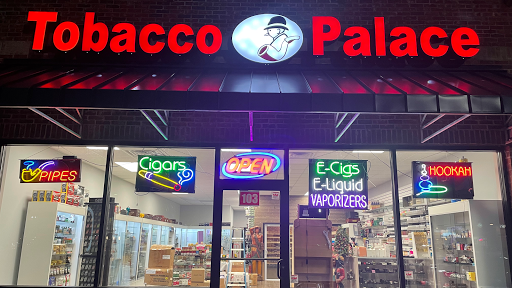 Tobacco Palace
PIPES
Cigars
OPEN
E-Cigs
E-Liquid
VAPORIZERS
HOOKAH
103